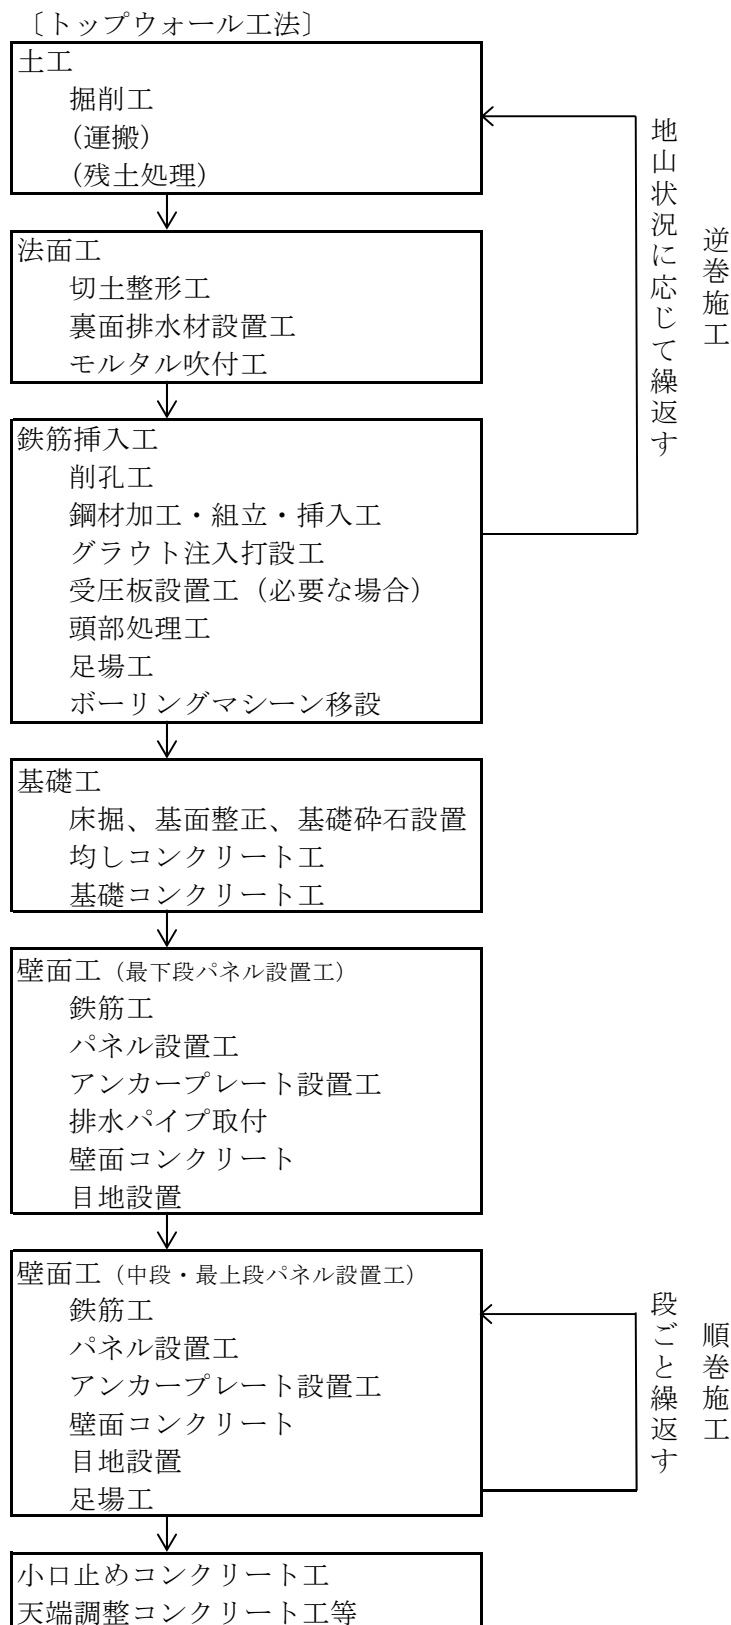 〔トップウォール工法〕
土工
掘削工
(運搬)
(残土処理)
地山状況に応じて繰返す
逆巻施工
法面工
切土整形工
裏面排水材設置工
モルタル吹付工
鉄筋挿入工
削孔工
鋼材加工・組立・挿入工
グラウト注入打設工
受圧板設置工（必要な場合）
頭部処理工
足場工
ボーリングマシーン移設
基礎工
床掘、基面整正、基礎砕石設置
均しコンクリート工
基礎コンクリート工
壁面工（最下段パネル設置工）
鉄筋工
パネル設置工
アンカープレート設置工
排水パイプ取付
壁面コンクリート
目地設置
壁面工（中段・最上段パネル設置工）
鉄筋工
パネル設置工
アンカープレート設置工
壁面コンクリート
目地設置
足場工
段ごと繰返す
順巻施工
小口止めコンクリート工
天端調整コンクリート工等